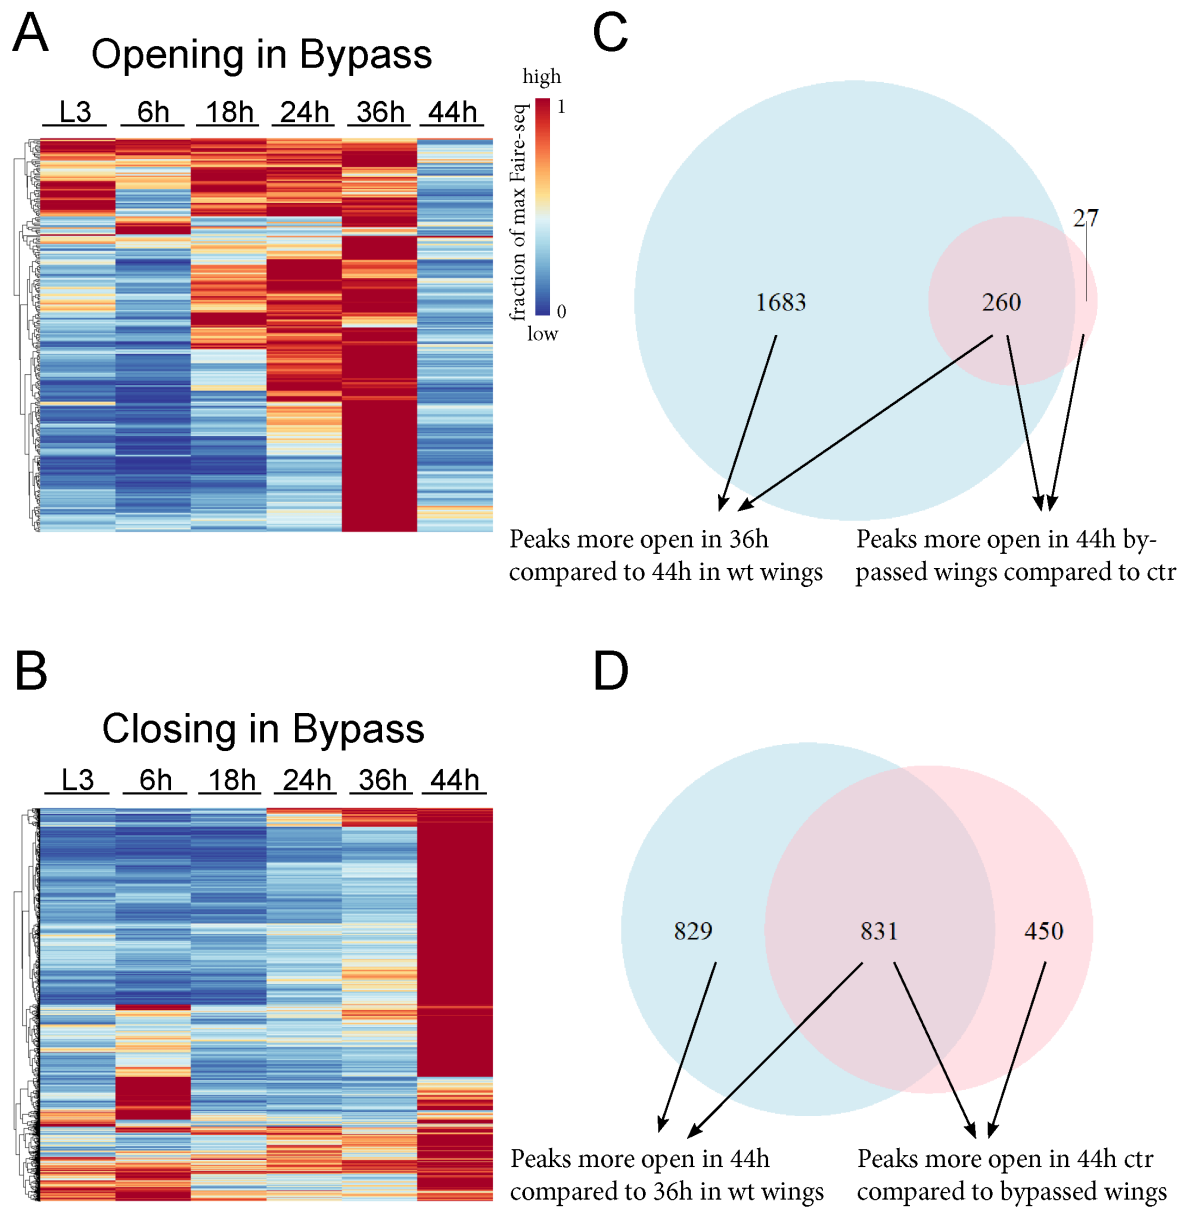 A
Opening in Bypass
L3 6h 18h 24h 36h 44h
high
1
fraction of max Faire-seq
0
low
C
27
1683
260
Peaks more open in 36h
compared to 44h in wt wings
Peaks more open in 44h by-
passed wings compared to ctr
B
Closing in Bypass
L3 6h 18h 24h 36h 44h
D
829
831
450
Peaks more open in 44h
compared to 36h in wt wings
Peaks more open in 44h ctr
compared to bypassed wings